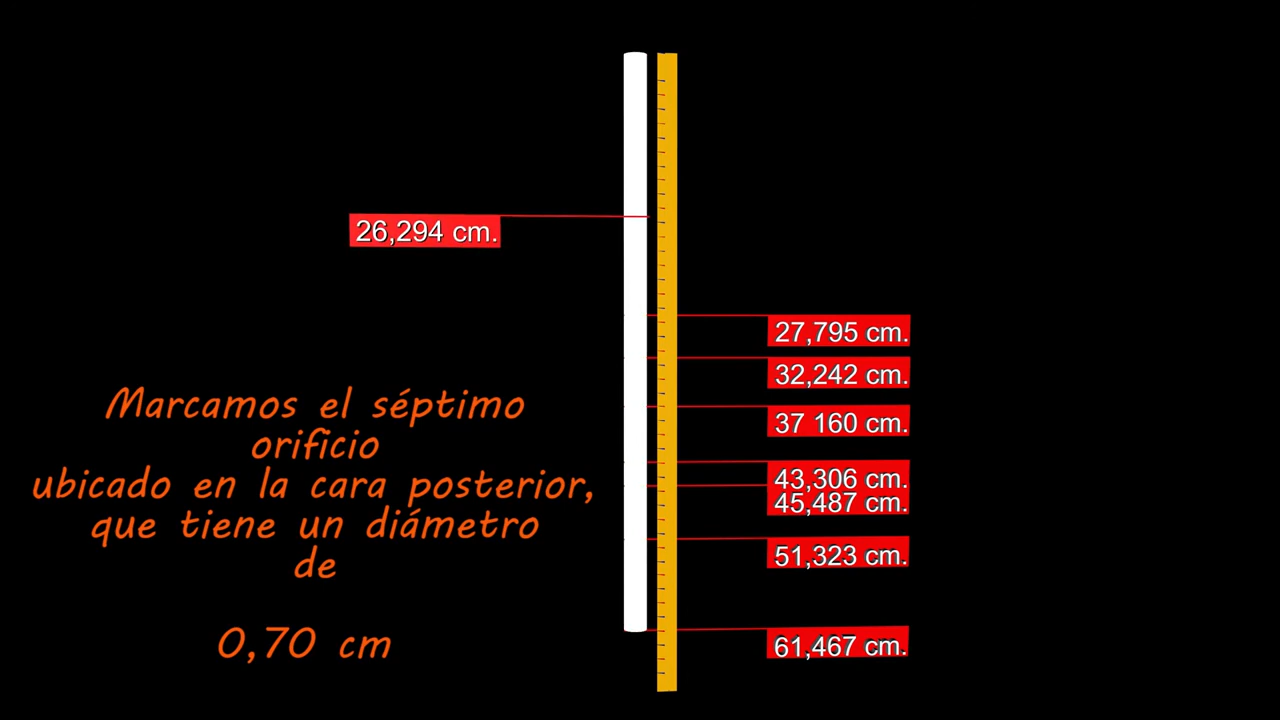 26,294 cm.
27,795 cm.
32,242 cm.
37 160 cm.
43,306 cm.
45,487 cm.
51,323 cm.
61,467 cm.
Marcamos el séptimo
orificio
ubicado en la cara posterior,
que tiene un diámetro
de
0,70 cm